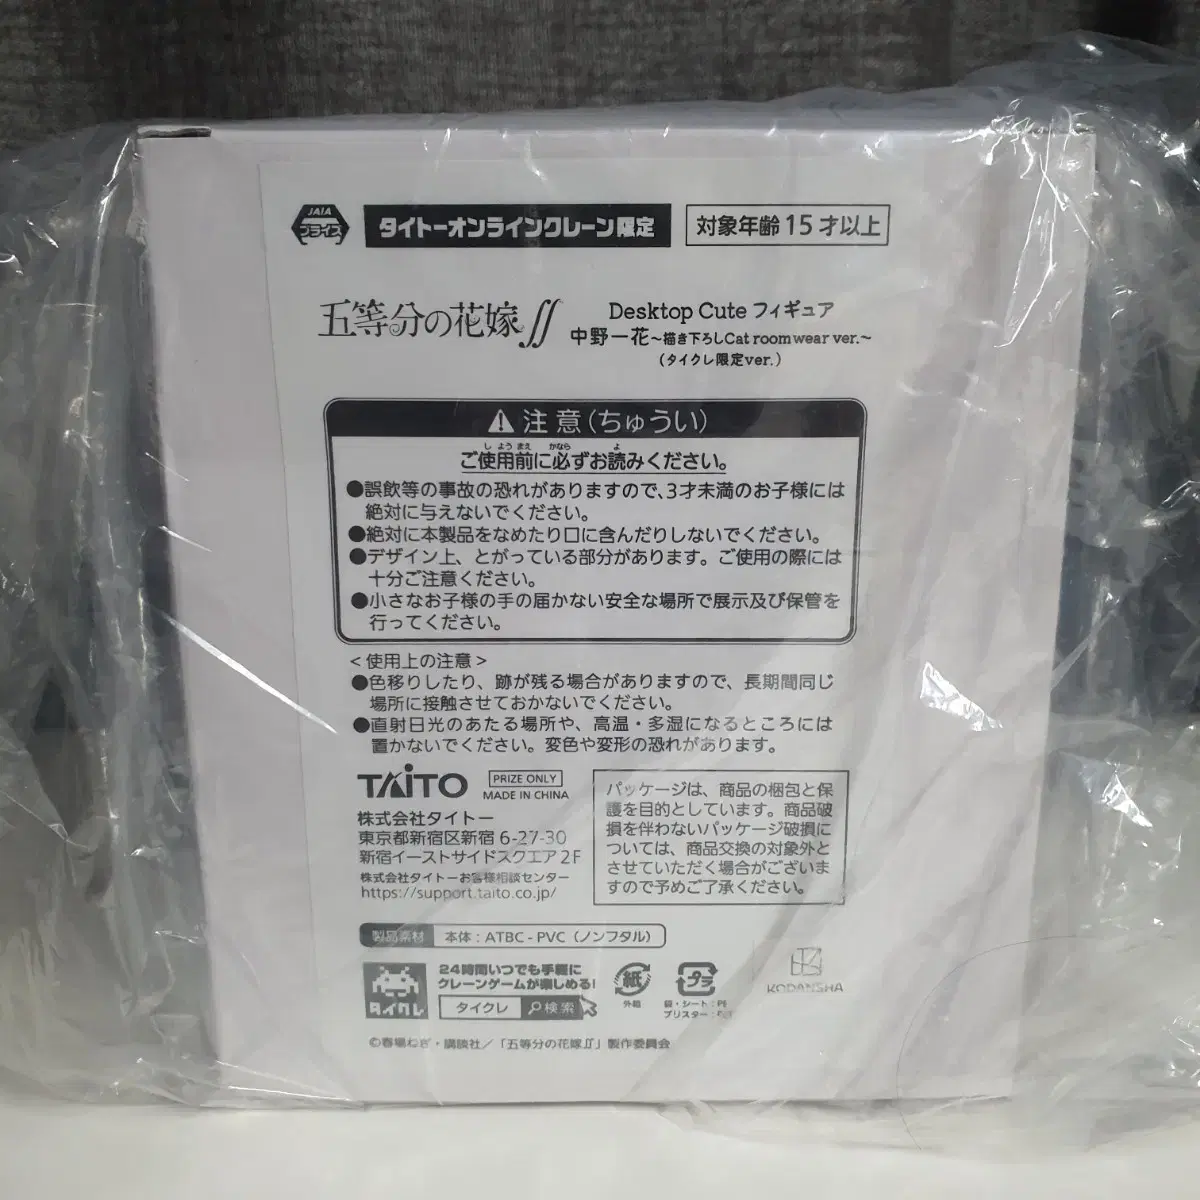 JAIA
プライズ
タイトーオンラインクレーン限定
対象年齢15才以上
五等分の花嫁∬
Desktop Cute フィギュア
中野一花～描き下ろしCat room wear ver.～
(タイクレ限定ver.)
注意(ちゅうい)
しようまえ かなら よ
ご使用前に必ずお読みください。
●誤飲等の事故の恐れがありますので、3才未満のお子様には
絶対に与えないでください。
●絶対に本製品をなめたり口に含んだりしないでください。
●デザイン上、とがっている部分があります。ご使用の際には
十分ご注意ください。
●小さなお子様の手の届かない安全な場所で展示及び保管を
行ってください。
<使用上の注意>
●色移りしたり、跡が残る場合がありますので、長期間同じ
場所に接触させておかないでください。
●直射日光のあたる場所や、高温・多湿になるところには
置かないでください。変色や変形の恐れがあります。
TAITO
PRIZE ONLY
MADE IN CHINA
株式会社タイトー
東京都新宿区新宿 6-27-30
新宿イーストサイドスクエア 2F
株式会社タイトーお客様相談センター
https://support.taito.co.jp/
パッケージは、商品の梱包と保
護を目的としています。商品破
損を伴わないパッケージ破損に
ついては、商品交換の対象外と
させていただく場合がございま
すので予めご了承ください。
製品素材 本体：ATBC-PVC（ノンフタル）
タイクレ
24時間いつでも手軽に
クレーンゲームが楽しめる!
タイクレ 検索
紙
外箱
プラ
袋・シート：PE
ブリスター：
KODANSHA
©春場ねぎ・講談社／「五等分の花嫁∬」製作委員会